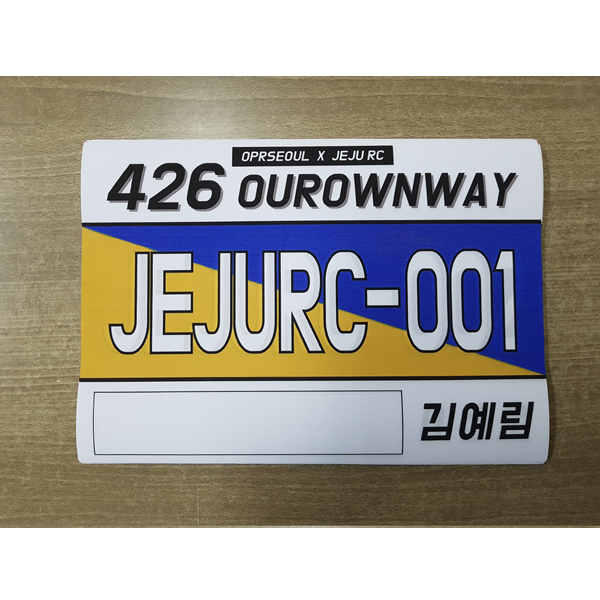 OPRSEOUL X JEJU RC
426 OUROWNWAY
JEJURC-001
김예림